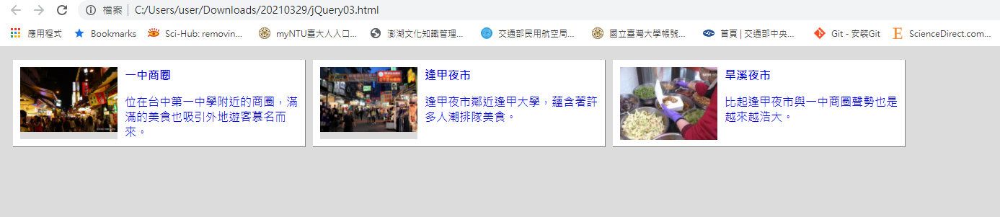 檔案 | C:/Users/user/Downloads/20210329/jQuery03.html
應用程式 Bookmarks Sci-Hub: removin... myNTU臺大人入口... 澎湖文化知識管理... 交通部民用航空局... 國立臺灣大學帳號... 首頁 | 交通部中央... Git - 安裝Git ScienceDirect.com...
一中商圈
位在台中第一中學附近的商圈，滿
滿的美食也吸引外地遊客慕名而
來。
逢甲夜市
逢甲夜市鄰近逢甲大學，蘊含著許
多人潮排隊美食。
旱溪夜市
比起逢甲夜市與一中商圈聲勢也是
越來越浩大。